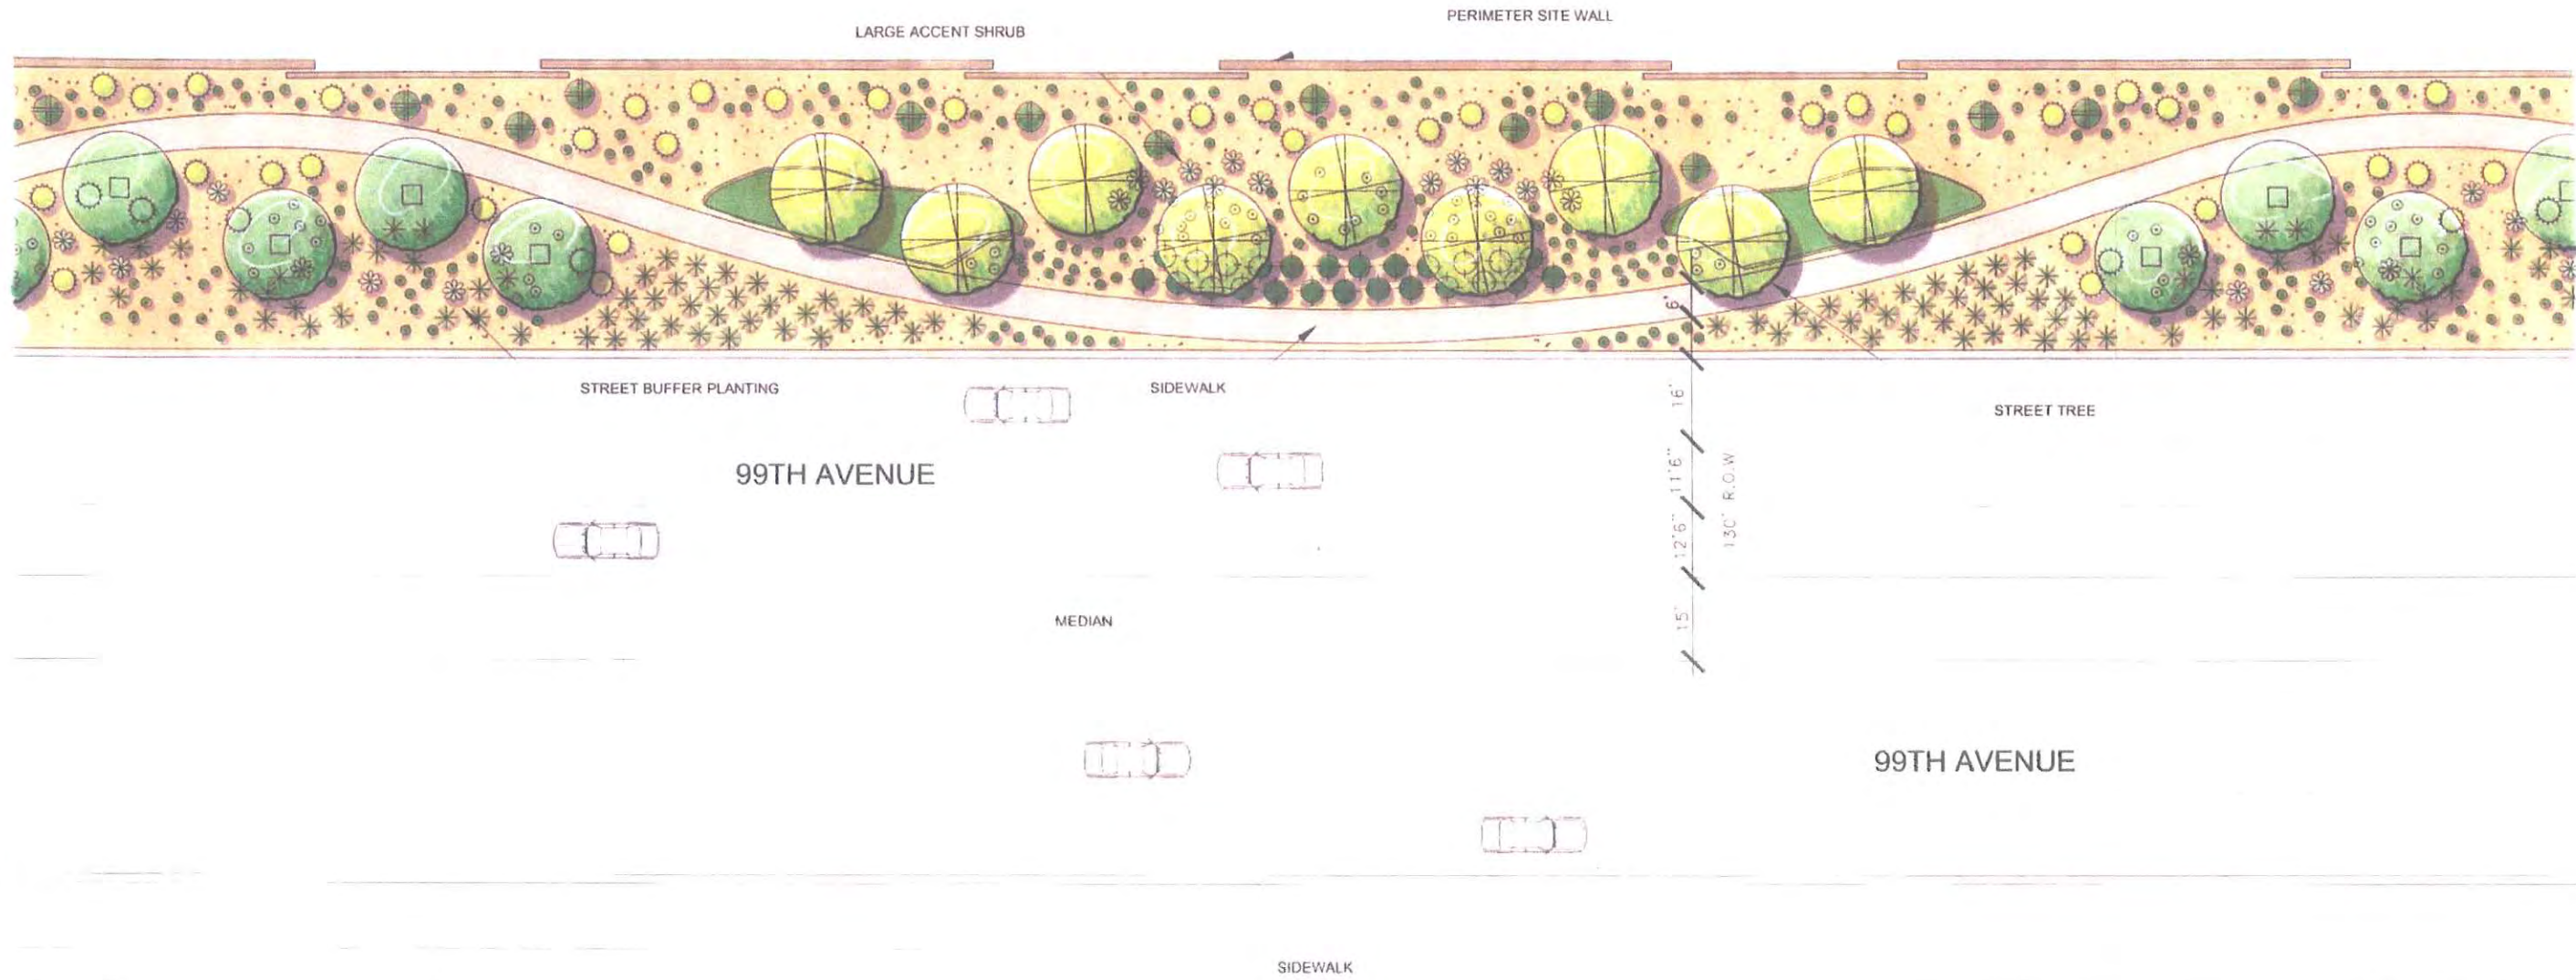 PERIMETER SITE WALL
LARGE ACCENT SHRUB
6'
STREET BUFFER PLANTING
SIDEWALK
16'
STREET TREE
99TH AVENUE
11'6"
130' R.O.W
12'6"
MEDIAN
15'
99TH AVENUE
SIDEWALK